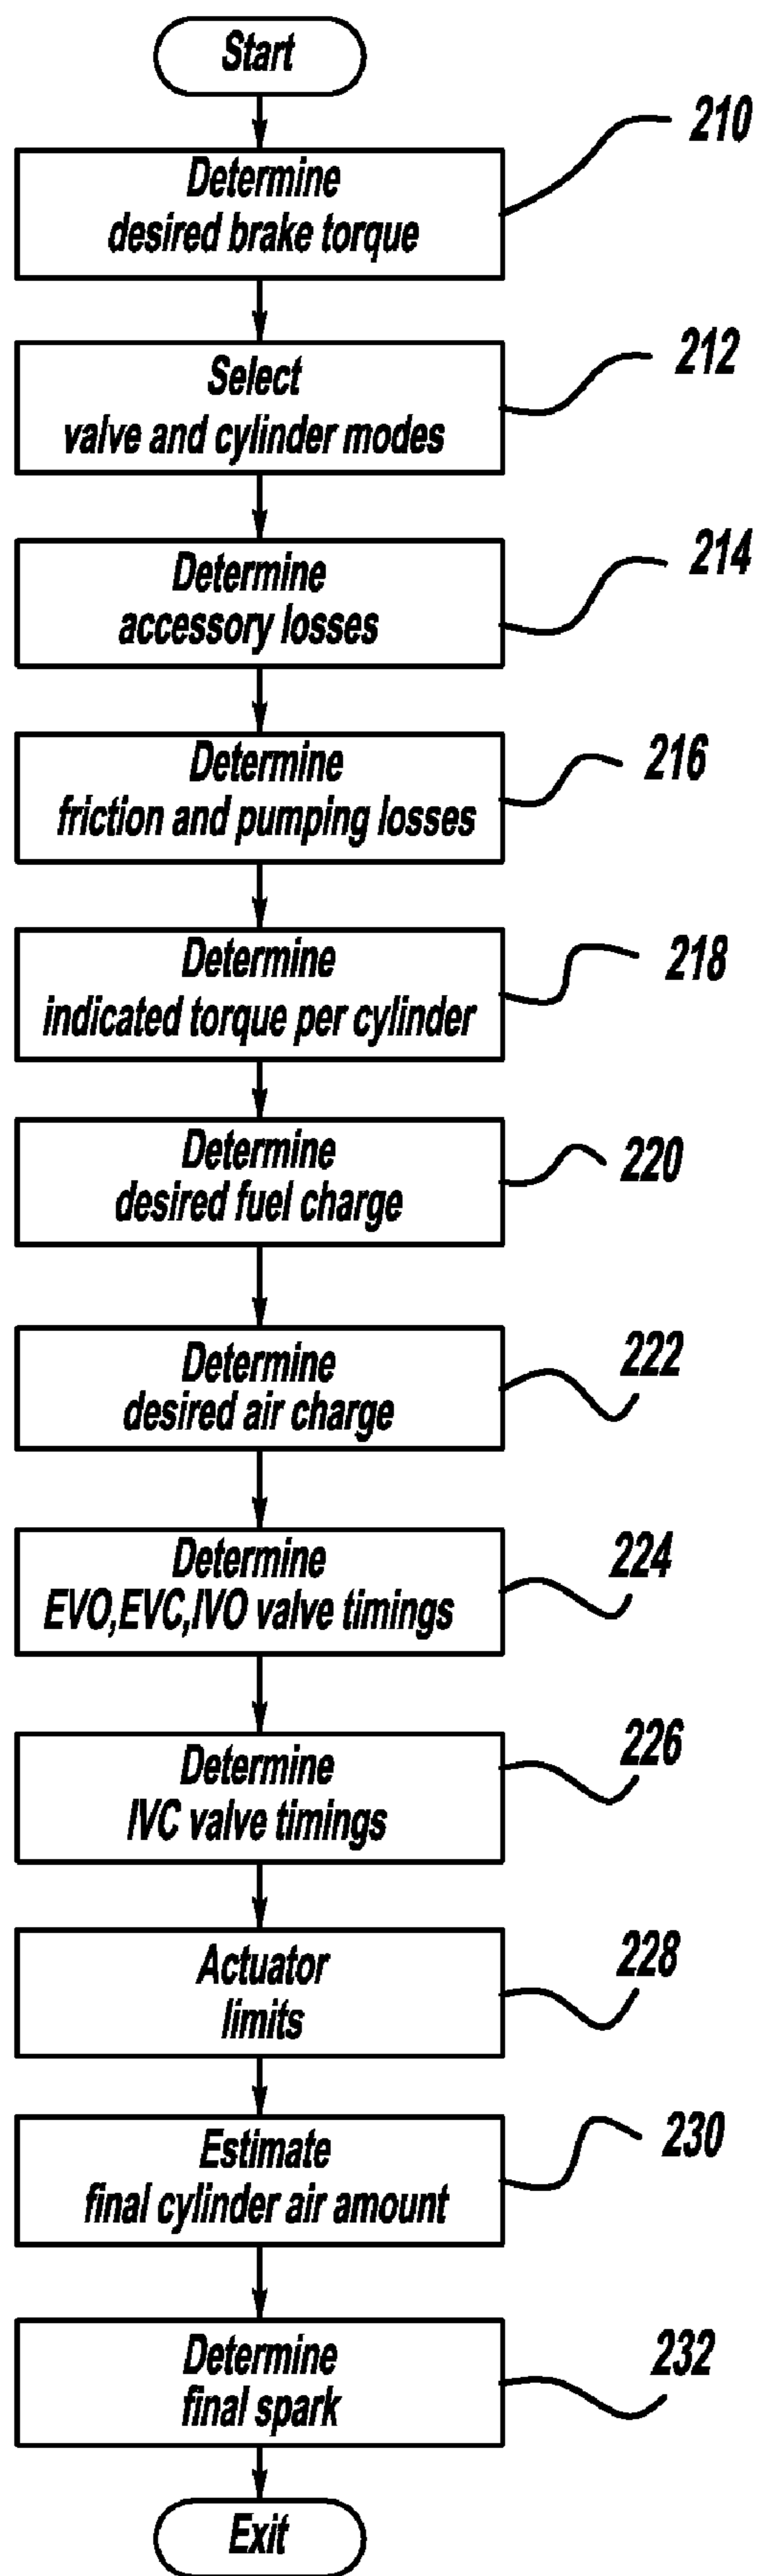 Start
210
Determine
desired brake torque
212
Select
valve and cylinder modes
214
Determine
accessory losses
216
Determine
friction and pumping losses
218
Determine
indicated torque per cylinder
220
Determine
desired fuel charge
222
Determine
desired air charge
224
Determine
EVO,EVC,IVO valve timings
226
Determine
IVC valve timings
228
Actuator
limits
230
Estimate
final cylinder air amount
232
Determine
final spark
Exit